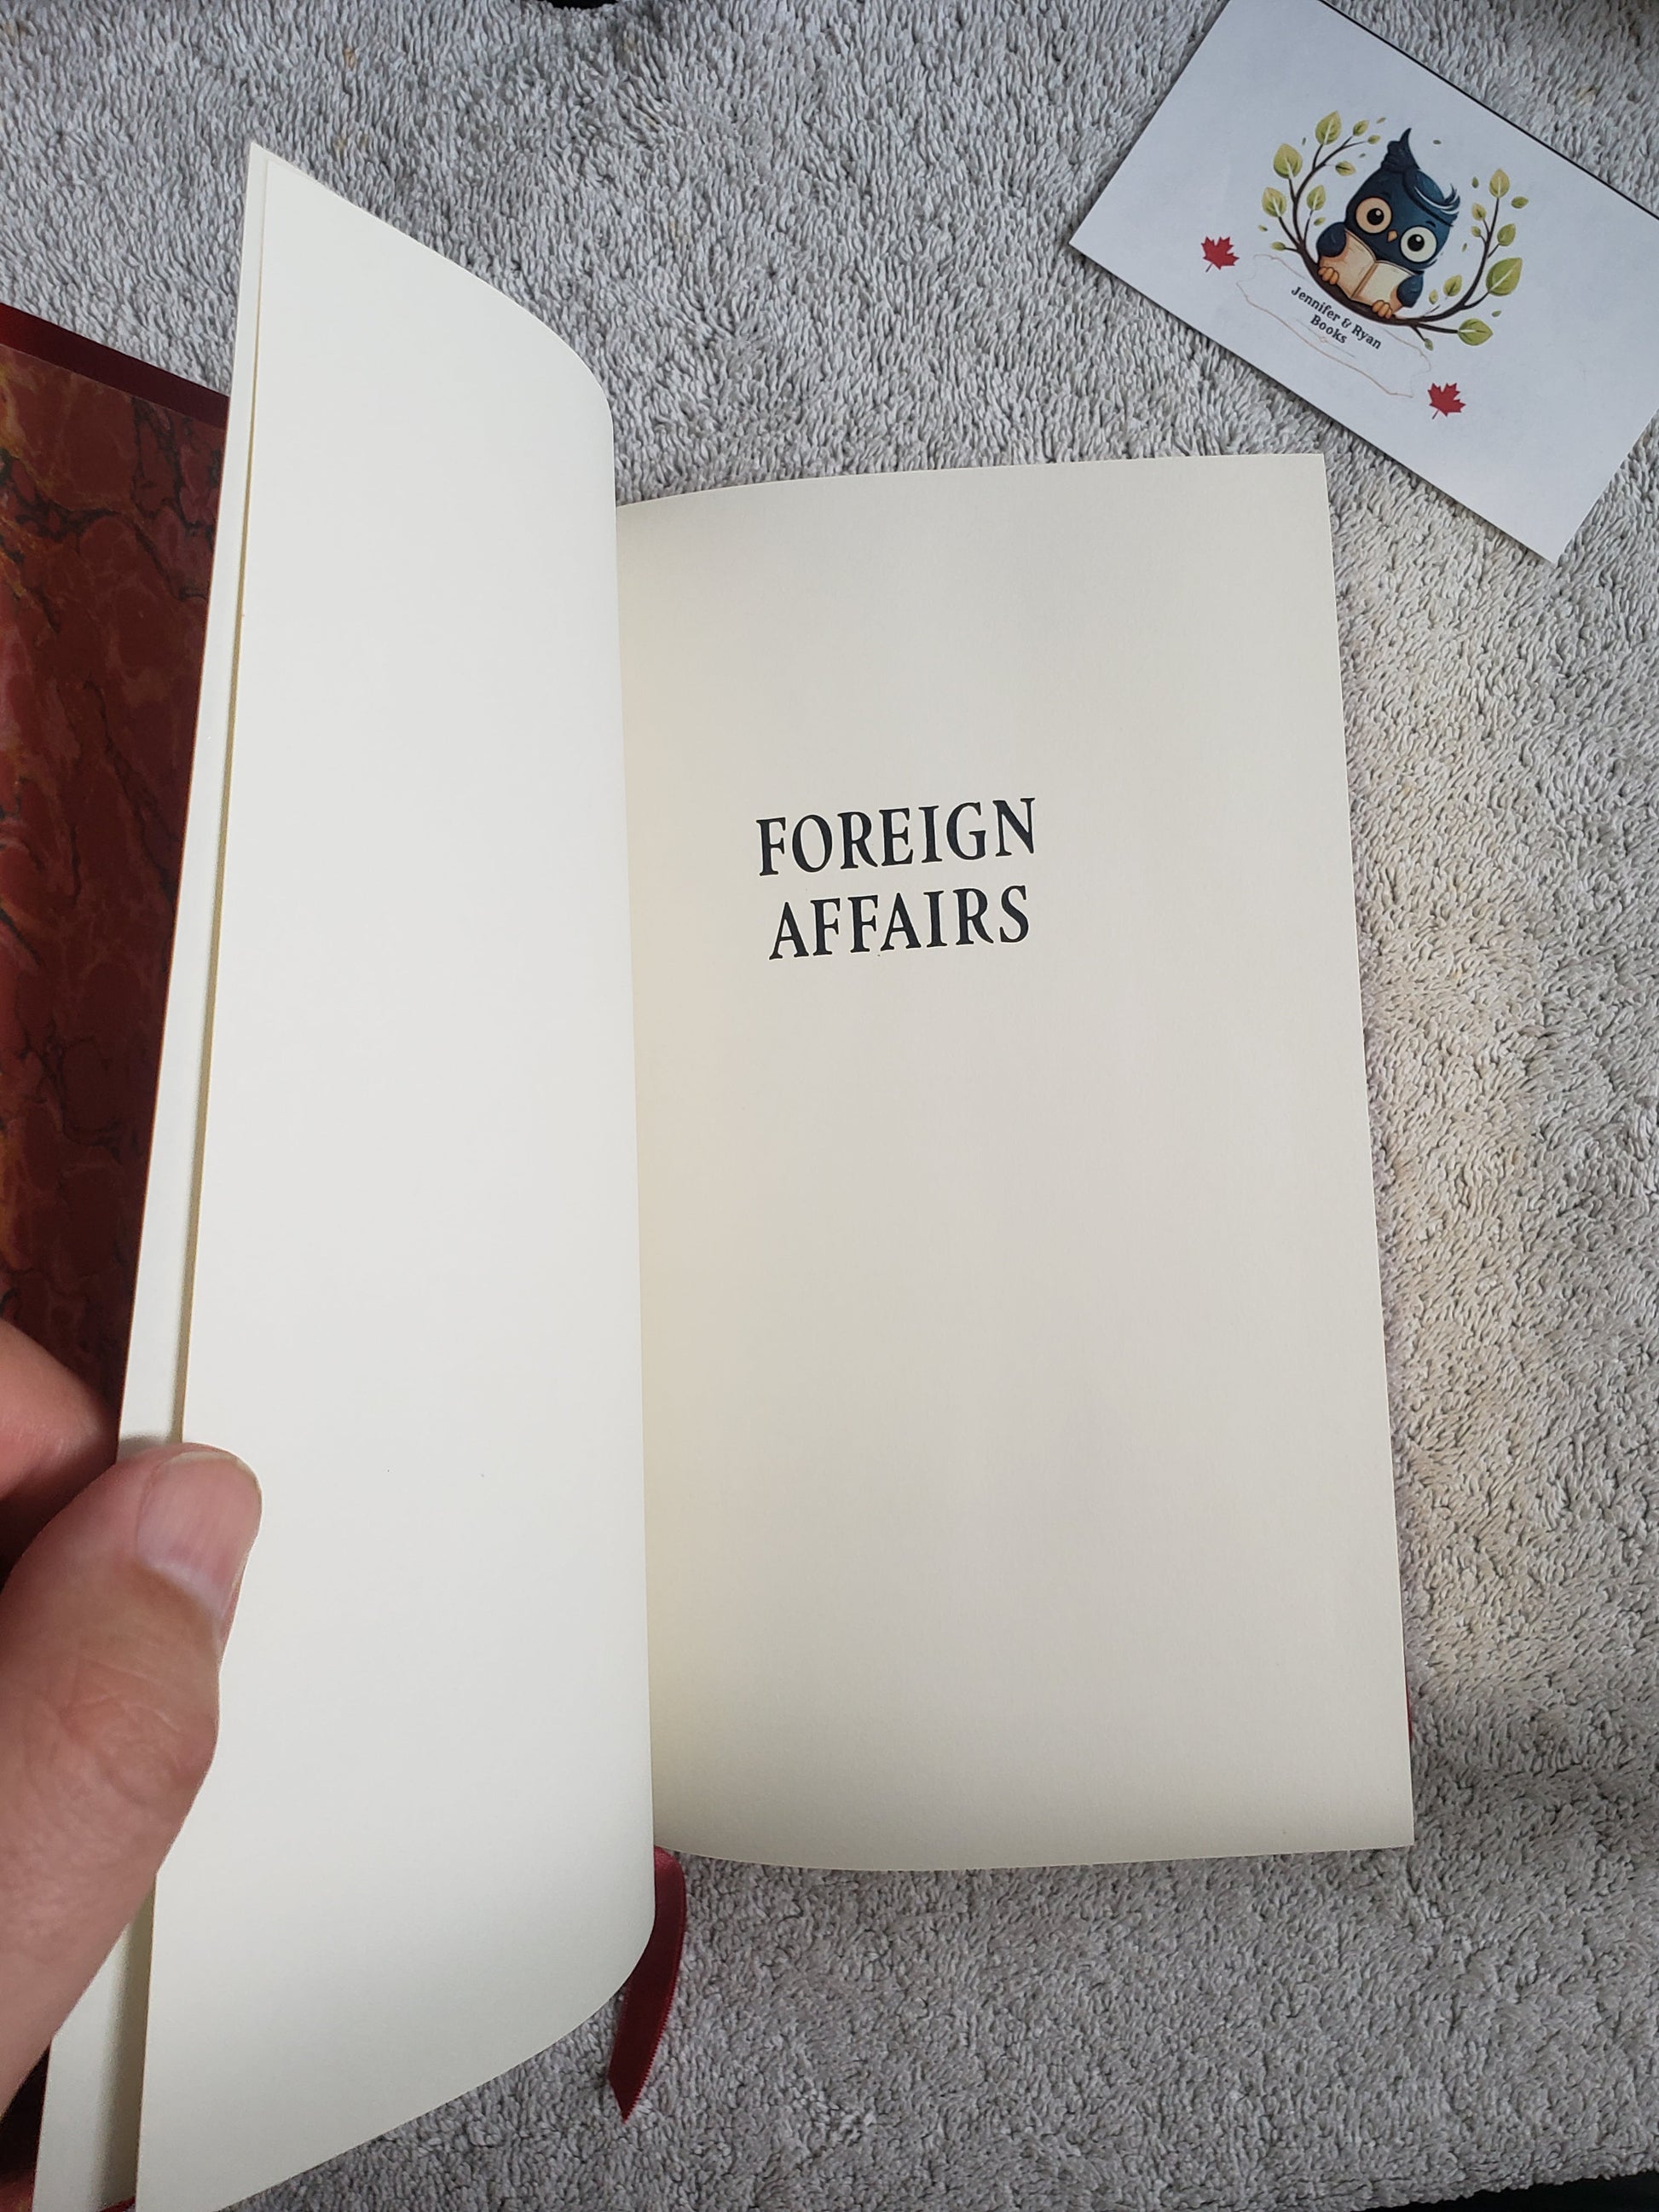 Jennifer & Ryan
Books
FOREIGN
AFFAIRS